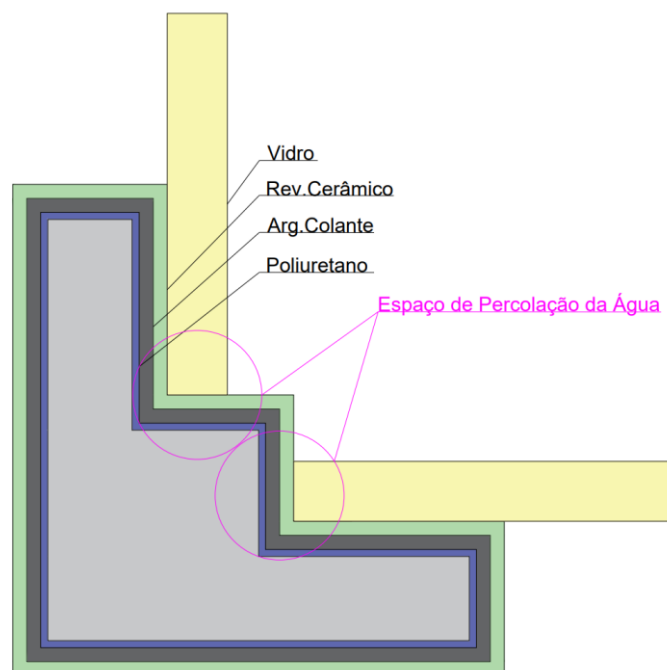 Vidro
Rev.Cerâmico
Arg.Colante
Poliuretano
Espaço de Percolação da Água